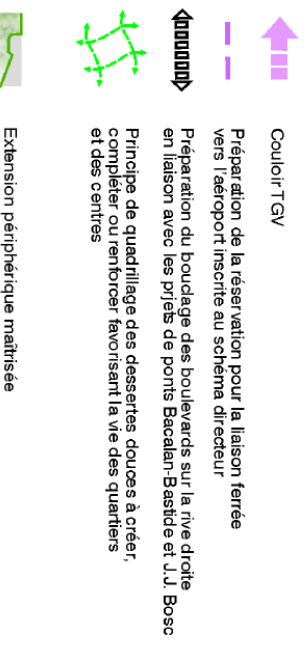 Couloir TGV
Préparation de la réservation pour la liaison ferrée
vers l'aéroport inscrite au schéma directeur
Préparation du bouclage des boulevards sur la rive droite
en liaison avec les prjets de ponts Bacalan-Bastide et J.J. Bosc
Principe de quadrillage des dessertes douces à créer,
compléter ou renforcer favorisant la vie des quartiers
et des centres
Extension périphérique maîtrisée